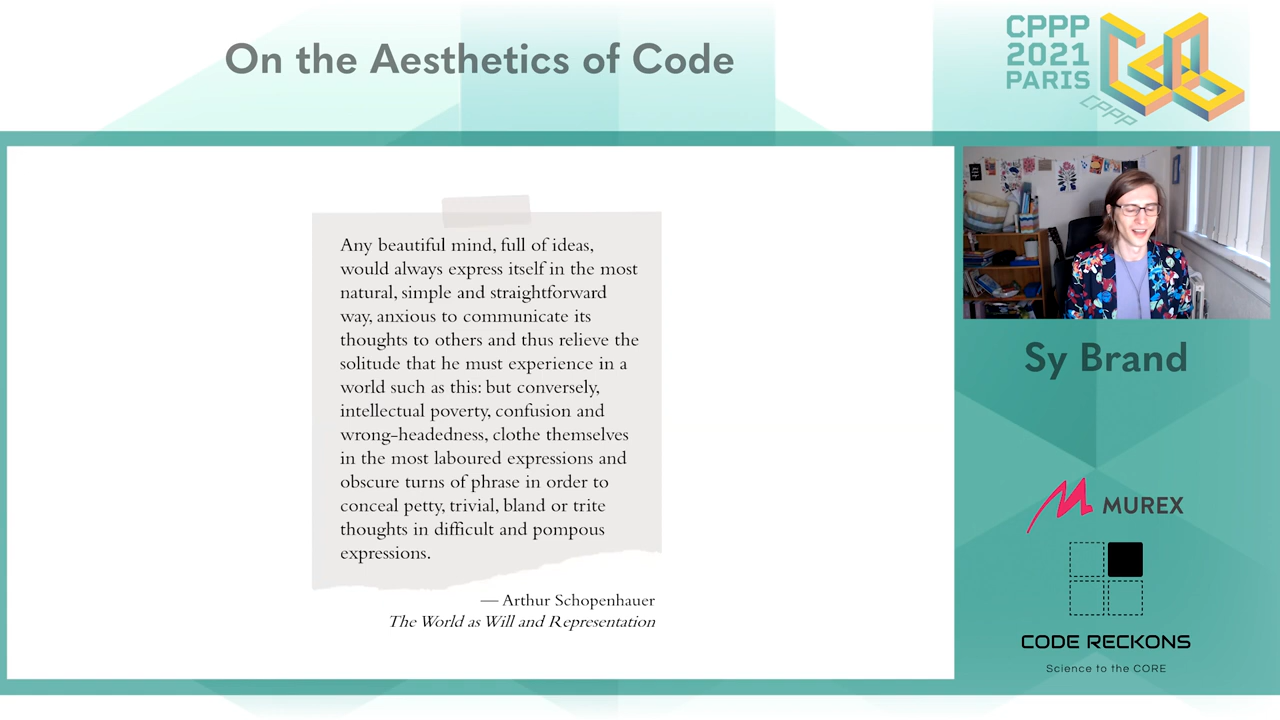 On the Aesthetics of Code
CPPP
2021
PARIS
CPPP
Any beautiful mind, full of ideas,
would always express itself in the most
natural, simple and straightforward
way, anxious to communicate its
thoughts to others and thus relieve the
solitude that he must experience in a
world such as this: but conversely,
intellectual poverty, confusion and
wrong-headedness, clothe themselves
in the most laboured expressions and
obscure turns of phrase in order to
conceal petty, trivial, bland or trite
thoughts in difficult and pompous
expressions.
— Arthur Schopenhauer
The World as Will and Representation
Sy Brand
MUREX
CODE RECKONS
Science to the CORE